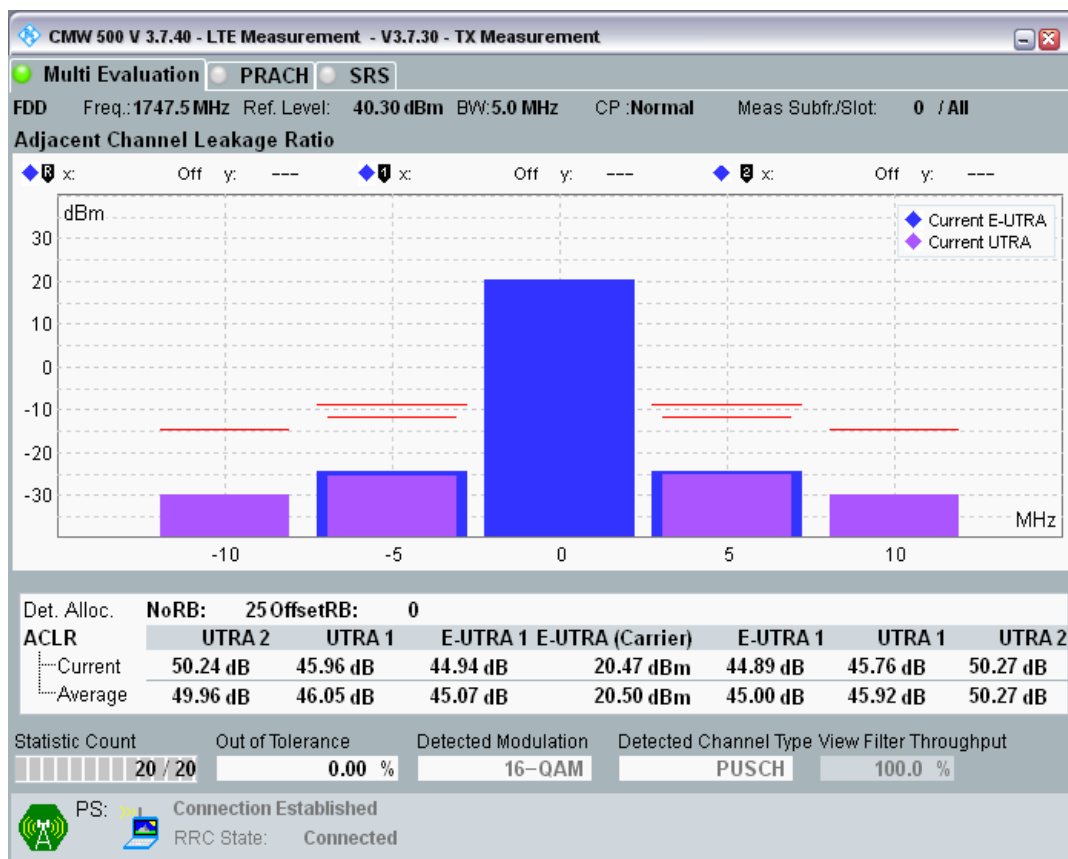 CMW 500 V 3.7.40 - LTE Measurement - V3.7.30 - TX Measurement
Multi Evaluation PRACH SRS
FDD Freq.: 1747.5 MHz Ref. Level: 40.30 dBm BW: 5.0 MHz CP : Normal Meas Subfr./Slot: 0 / All
Adjacent Channel Leakage Ratio
R x: Off y: --- 1 x: Off y: --- 2 x: Off y: ---
dBm
Current E-UTRA
Current UTRA
30
20
10
0
-10
-20
-30
MHz
-10 -5 0 5 10
Det. Alloc. NoRB: 25 OffsetRB: 0
ACLR UTRA 2 UTRA 1 E-UTRA 1 E-UTRA (Carrier) E-UTRA 1 UTRA 1 UTRA 2
Current 50.24 dB 45.96 dB 44.94 dB 20.47 dBm 44.89 dB 45.76 dB 50.27 dB
Average 49.96 dB 46.05 dB 45.07 dB 20.50 dBm 45.00 dB 45.92 dB 50.27 dB
Statistic Count Out of Tolerance Detected Modulation Detected Channel Type View Filter Throughput
20 / 20 0.00 % 16-QAM PUSCH 100.0 %
PS: Connection Established
RRC State: Connected